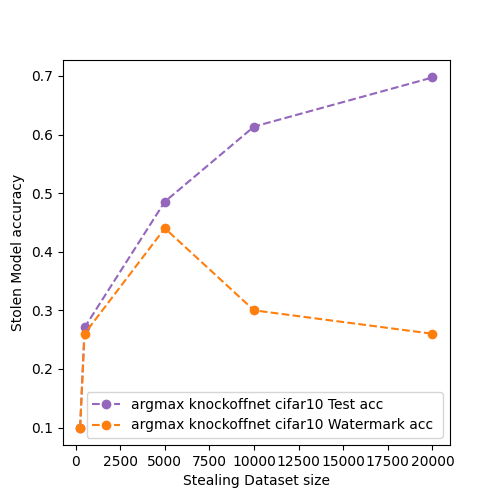 0.7
0.6
0.5
0.4
0.3
0.2
0.1
Stolen Model accuracy
argmax knockoffnet cifar10 Test acc
argmax knockoffnet cifar10 Watermark acc
0 2500 5000 7500 10000 12500 15000 17500 20000
Stealing Dataset size